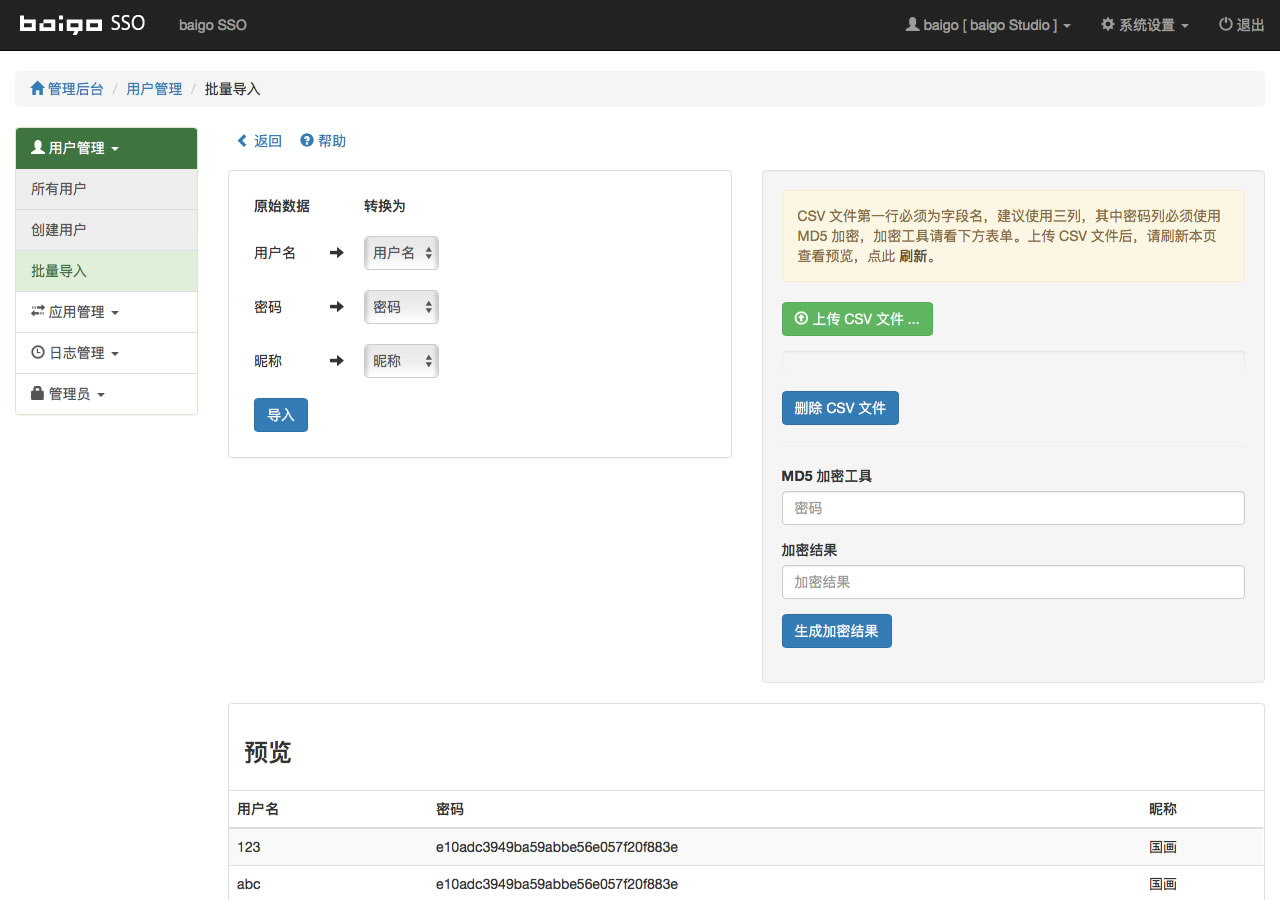 baigo SSO baigo SSO baigo [ baigo Studio ] 系统设置 退出
管理后台 / 用户管理 / 批量导入
用户管理
所有用户
创建用户
批量导入
应用管理
日志管理
管理员
返回 帮助
原始数据 转换为
用户名 用户名
密码 密码
昵称 昵称
导入
CSV 文件第一行必须为字段名，建议使用三列，其中密码列必须使用
MD5 加密，加密工具请看下方表单。上传 CSV 文件后，请刷新本页
查看预览，点此 刷新。
上传 CSV 文件 ...
删除 CSV 文件
MD5 加密工具
密码
加密结果
加密结果
生成加密结果
预览
用户名 密码 昵称
123 e10adc3949ba59abbe56e057f20f883e 国画
abc e10adc3949ba59abbe56e057f20f883e 国画